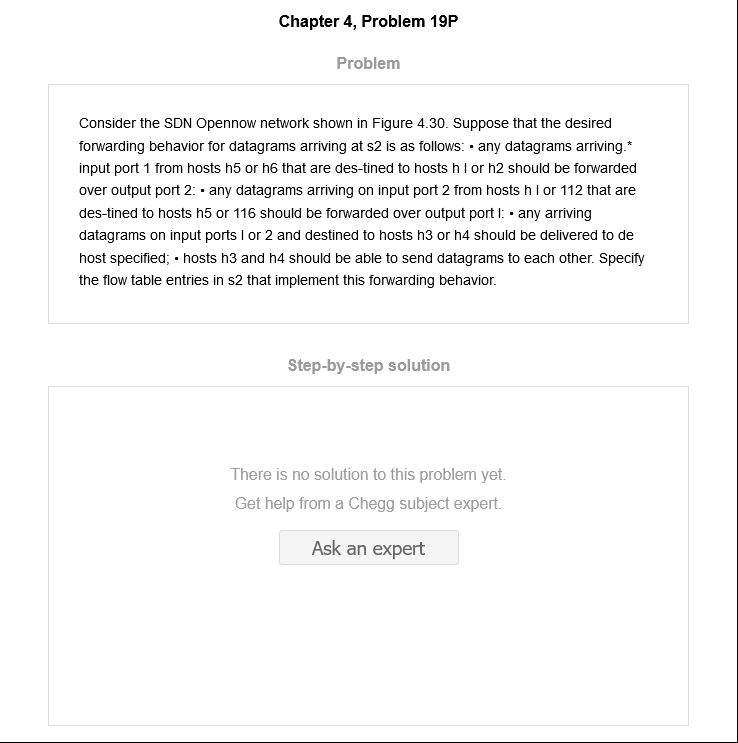 Chapter 4, Problem 19P
Problem
Consider the SDN Opennow network shown in Figure 4.30. Suppose that the desired
forwarding behavior for datagrams arriving at s2 is as follows: • any datagrams arriving.*
input port 1 from hosts h5 or h6 that are des-tined to hosts h l or h2 should be forwarded
over output port 2: • any datagrams arriving on input port 2 from hosts h l or 112 that are
des-tined to hosts h5 or 116 should be forwarded over output port l: • any arriving
datagrams on input ports l or 2 and destined to hosts h3 or h4 should be delivered to de
host specified; • hosts h3 and h4 should be able to send datagrams to each other. Specify
the flow table entries in s2 that implement this forwarding behavior.
Step-by-step solution
There is no solution to this problem yet.
Get help from a Chegg subject expert.
Ask an expert